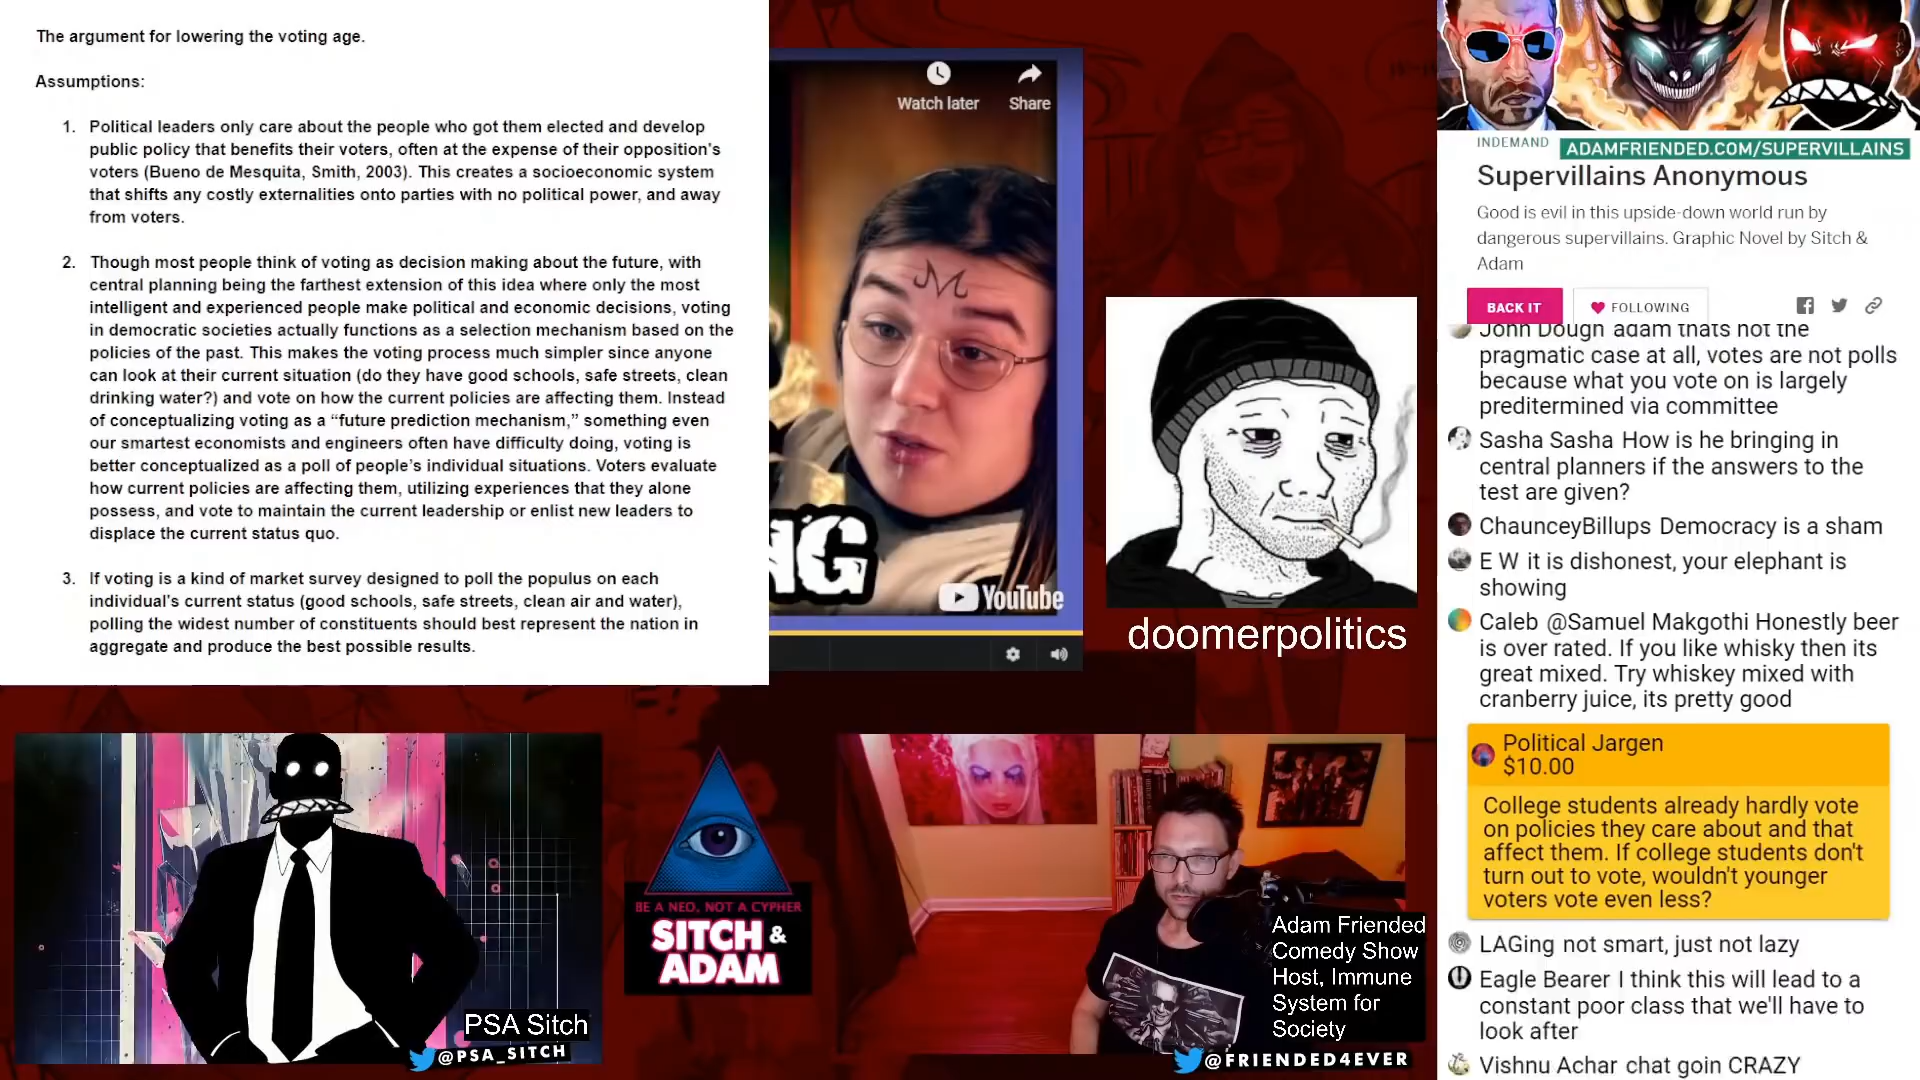 The argument for lowering the voting age.
Assumptions:
1. Political leaders only care about the people who got them elected and develop
public policy that benefits their voters, often at the expense of their opposition's
voters (Bueno de Mesquita, Smith, 2003). This creates a socioeconomic system
that shifts any costly externalities onto parties with no political power, and away
from voters.
2. Though most people think of voting as decision making about the future, with
central planning being the farthest extension of this idea where only the most
intelligent and experienced people make political and economic decisions, voting
in democratic societies actually functions as a selection mechanism based on the
policies of the past. This makes the voting process much simpler since anyone
can look at their current situation (do they have good schools, safe streets, clean
drinking water?) and vote on how the current policies are affecting them. Instead
of conceptualizing voting as a “future prediction mechanism,” something even
our smartest economists and engineers often have difficulty doing, voting is
better conceptualized as a poll of people’s individual situations. Voters evaluate
how current policies are affecting them, utilizing experiences that they alone
possess, and vote to maintain the current leadership or enlist new leaders to
displace the current status quo.
3. If voting is a kind of market survey designed to poll the populus on each
individual's current status (good schools, safe streets, clean air and water),
polling the widest number of constituents should best represent the nation in
aggregate and produce the best possible results.
Watch later
Share
NG
YouTube
doomerpolitics
PSA Sitch
@PSA_SITCH
BE A NEO, NOT A CYPHER
SITCH &
ADAM
Adam Friended
Comedy Show
Host, Immune
System for
Society
@FRIENDED4EVER
INDEMAND
ADAMFRIENDED.COM/SUPERVILLAINS
Supervillains Anonymous
Good is evil in this upside-down world run by
dangerous supervillains. Graphic Novel by Sitch &
Adam
BACK IT
FOLLOWING
John Dough adam thats not the
pragmatic case at all, votes are not polls
because what you vote on is largely
preditermined via committee
Sasha Sasha How is he bringing in
central planners if the answers to the
test are given?
ChaunceyBillups Democracy is a sham
E W it is dishonest, your elephant is
showing
Caleb @Samuel Makgothi Honestly beer
is over rated. If you like whisky then its
great mixed. Try whiskey mixed with
cranberry juice, its pretty good
Political Jargen
$10.00
College students already hardly vote
on policies they care about and that
affect them. If college students don't
turn out to vote, wouldn't younger
voters vote even less?
LAGing not smart, just not lazy
Eagle Bearer I think this will lead to a
constant poor class that we'll have to
look after
Vishnu Achar chat goin CRAZY